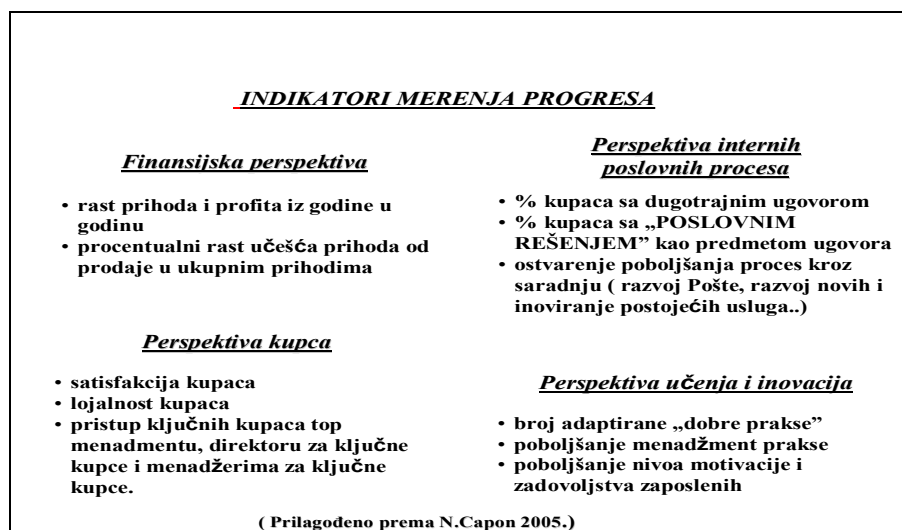 INDIKATORI MERENJA PROGRESA
Finansijska perspektiva
• rast prihoda i profita iz godine u
godinu
• procentualni rast učešća prihoda od
prodaje u ukupnim prihodima
Perspektiva internih
poslovnih procesa
• % kupaca sa dugotrajnim ugovorom
• % kupaca sa „POSLOVNIM
REŠENJEM” kao predmetom ugovora
• ostvarenje poboljšanja proces kroz
saradnju ( razvoj Pošte, razvoj novih i
inoviranje postojećih usluga..)
Perspektiva kupca
• satisfakcija kupaca
• lojalnost kupaca
• pristup ključnih kupaca top
menadmentu, direktoru za ključne
kupce i menadžerima za ključne
kupce.
Perspektiva učenja i inovacija
• broj adaptirane „dobre prakse”
• poboljšanje menadžment prakse
• poboljšanje nivoa motivacije i
zadovoljstva zaposlenih
( Prilagođeno prema N.Capon 2005.)